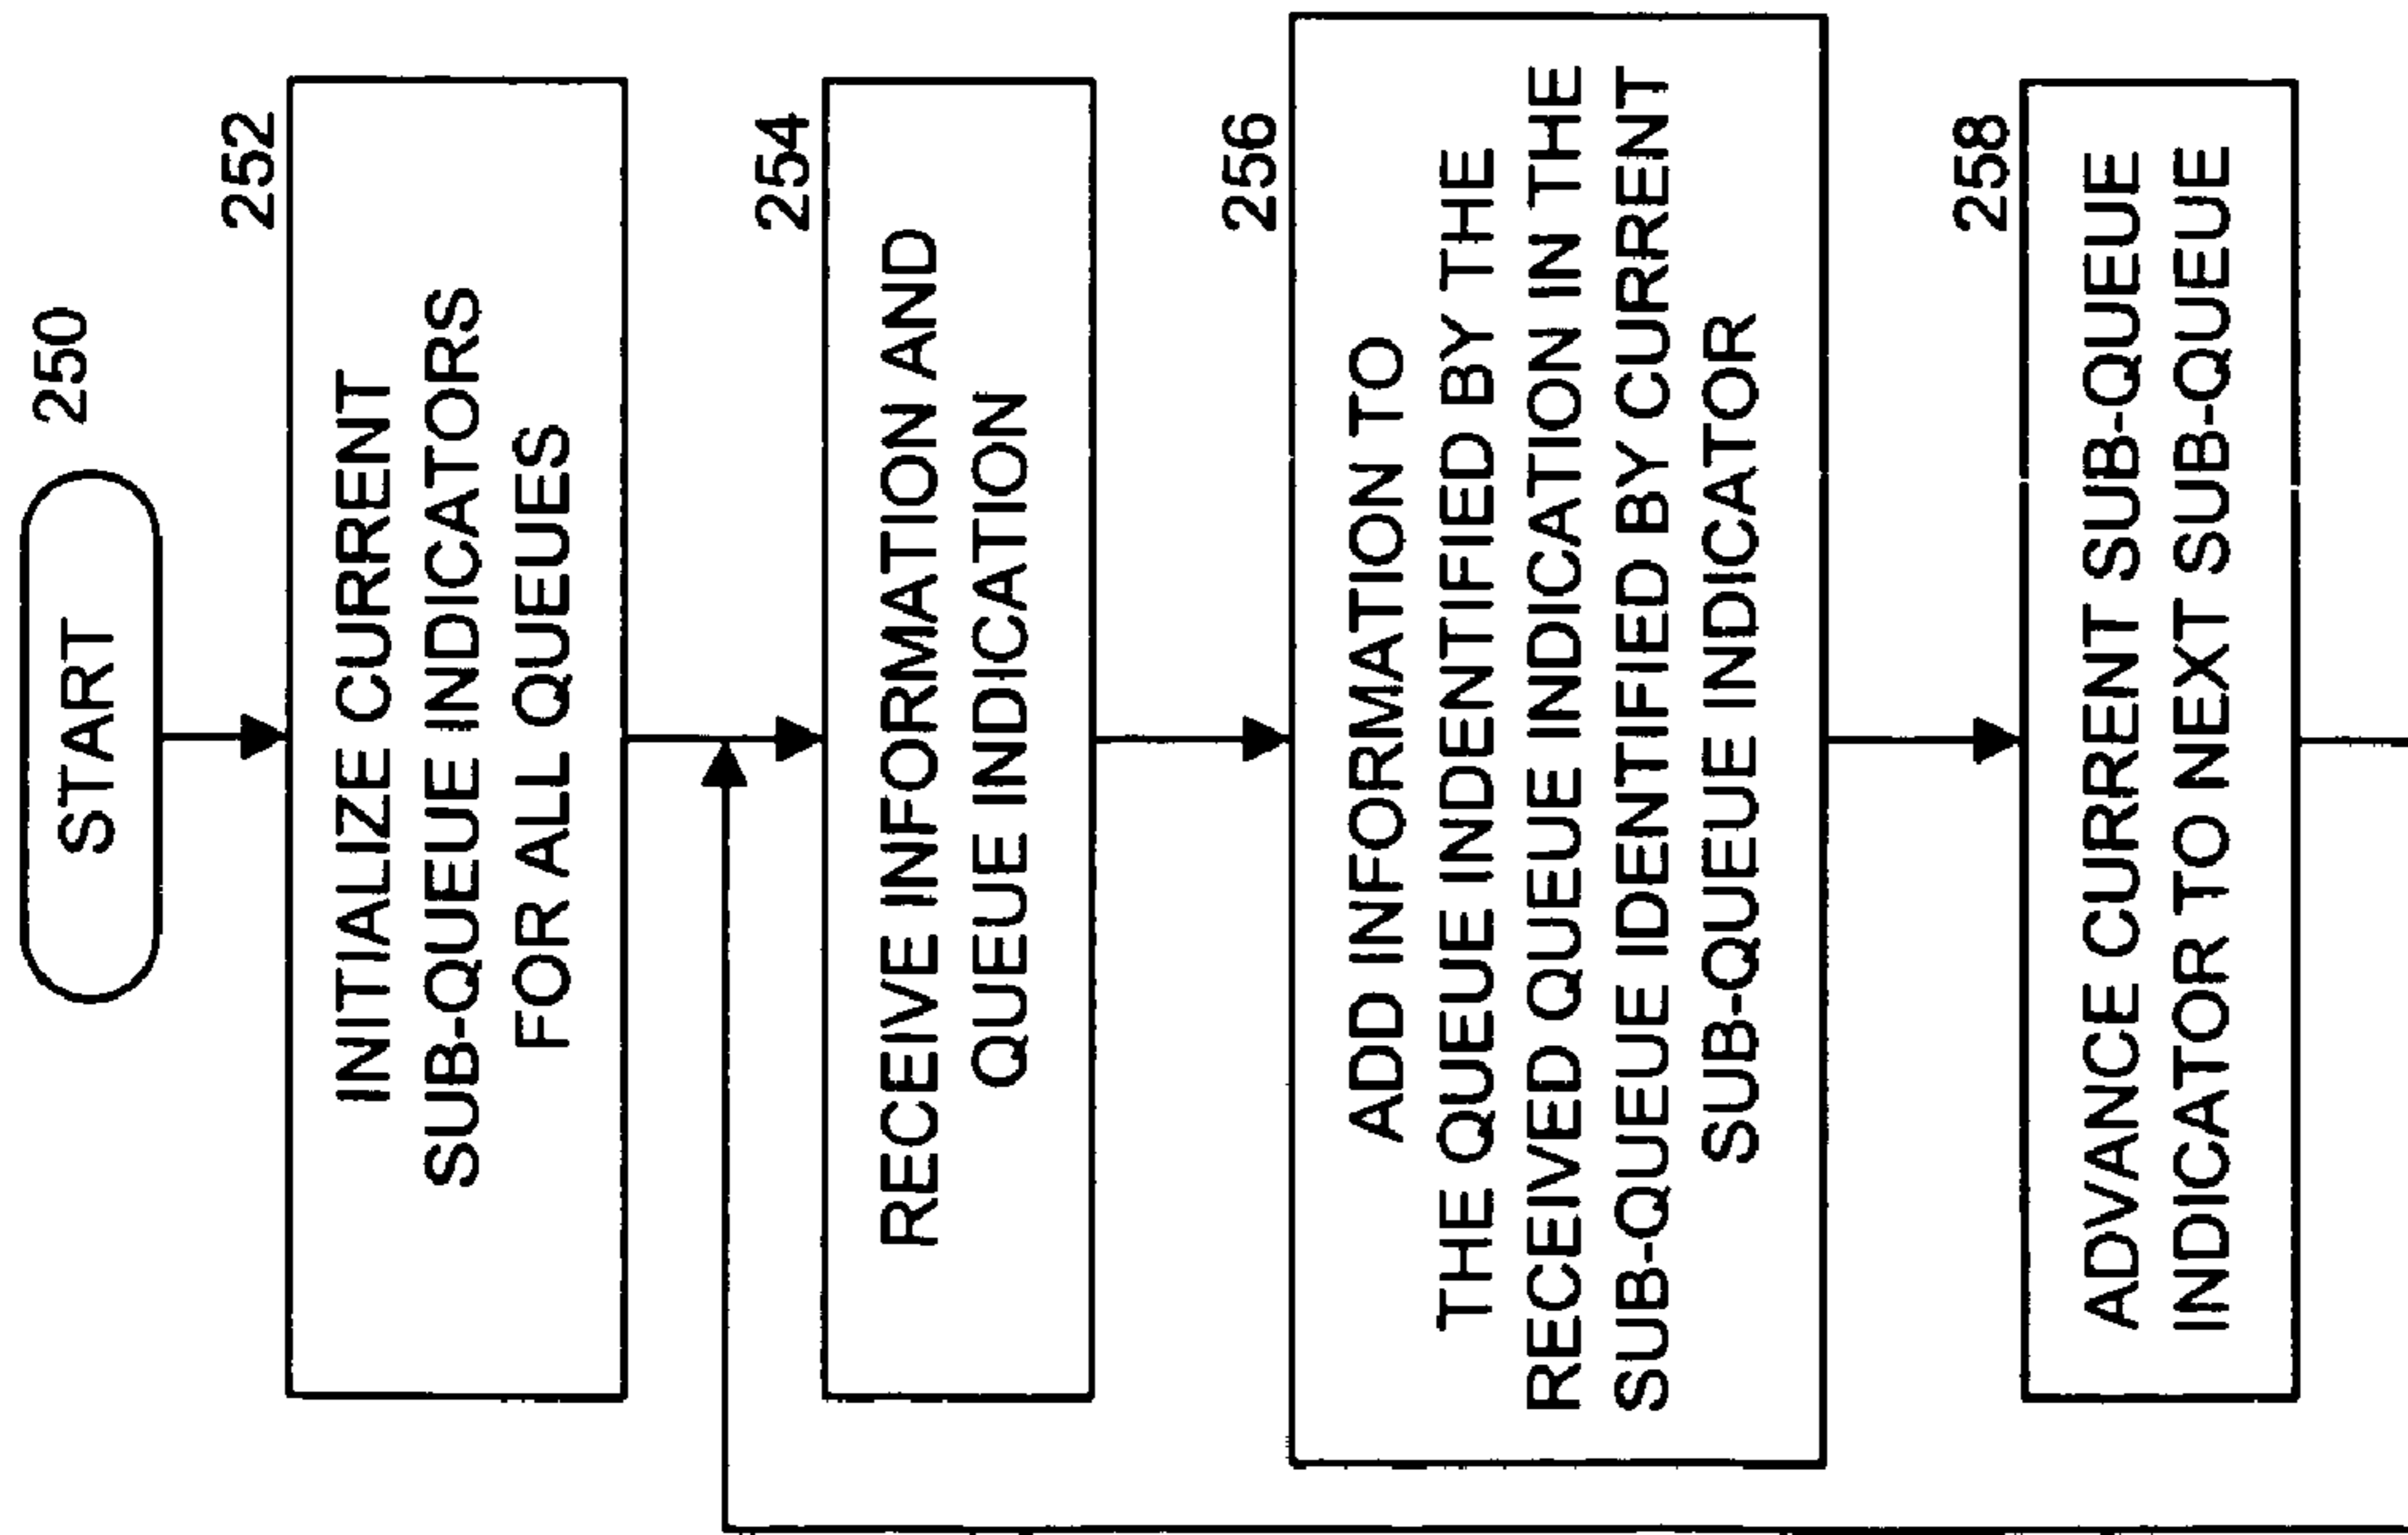 START
250
252
INITIALIZE CURRENT
SUB-QUEUE INDICATORS
FOR ALL QUEUES
254
RECEIVE INFORMATION AND
QUEUE INDICATION
256
ADD INFORMATION TO
THE QUEUE INDENTIFIED BY THE
RECEIVED QUEUE INDICATION IN THE
SUB-QUEUE IDENTIFIED BY CURRENT
SUB-QUEUE INDICATOR
258
ADVANCE CURRENT SUB-QUEUE
INDICATOR TO NEXT SUB-QUEUE